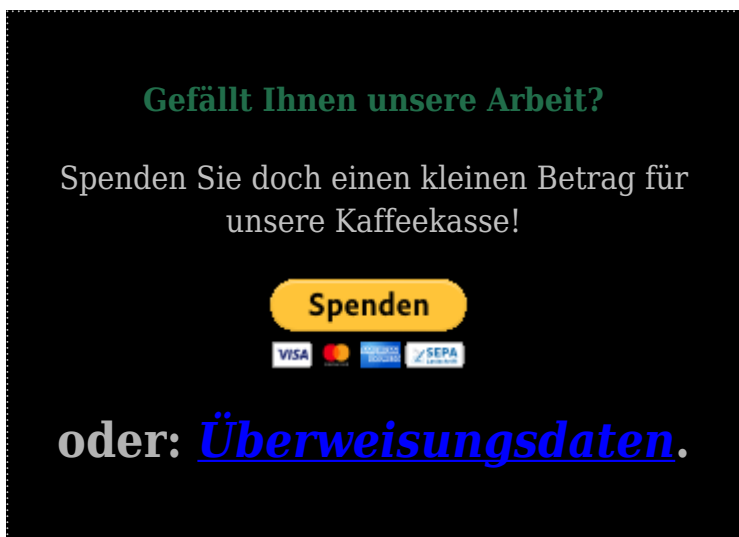 Gefällt Ihnen unsere Arbeit?
Spenden Sie doch einen kleinen Betrag für
unsere Kaffeekasse!
Spenden
VISA SEPA
oder: Überweisungsdaten.